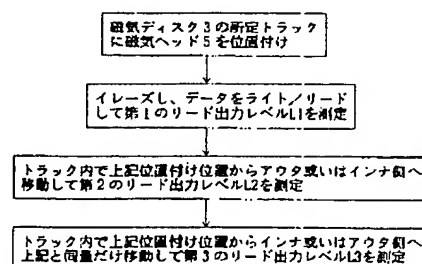 磁気ディスク3の所定トラック
に磁気ヘッド5を位置付け
イレーズし、データをライト/リード
して第1のリード出力レベルL1を測定
トラック内で上記位置付け位置からアウタ或いはインナ側へ
移動して第2のリード出力レベルL2を測定
トラック内で上記位置付け位置からインナ或いはアウタ側へ
上記と同量だけ移動して第3のリード出力レベルL3を測定